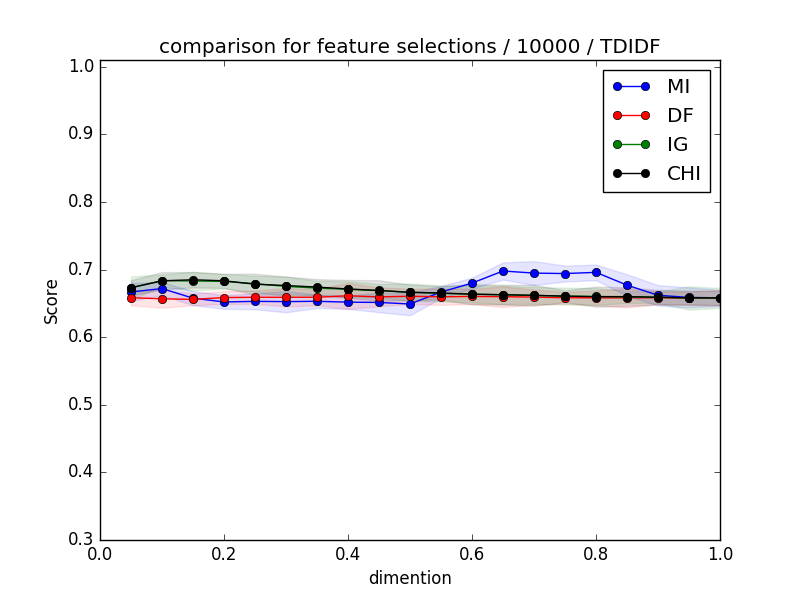 comparison for feature selections / 10000 / TDIDF
MI
DF
IG
CHI
1.0
0.9
0.8
0.7
0.6
0.5
0.4
0.3
Score
0.0 0.2 0.4 0.6 0.8 1.0
dimention